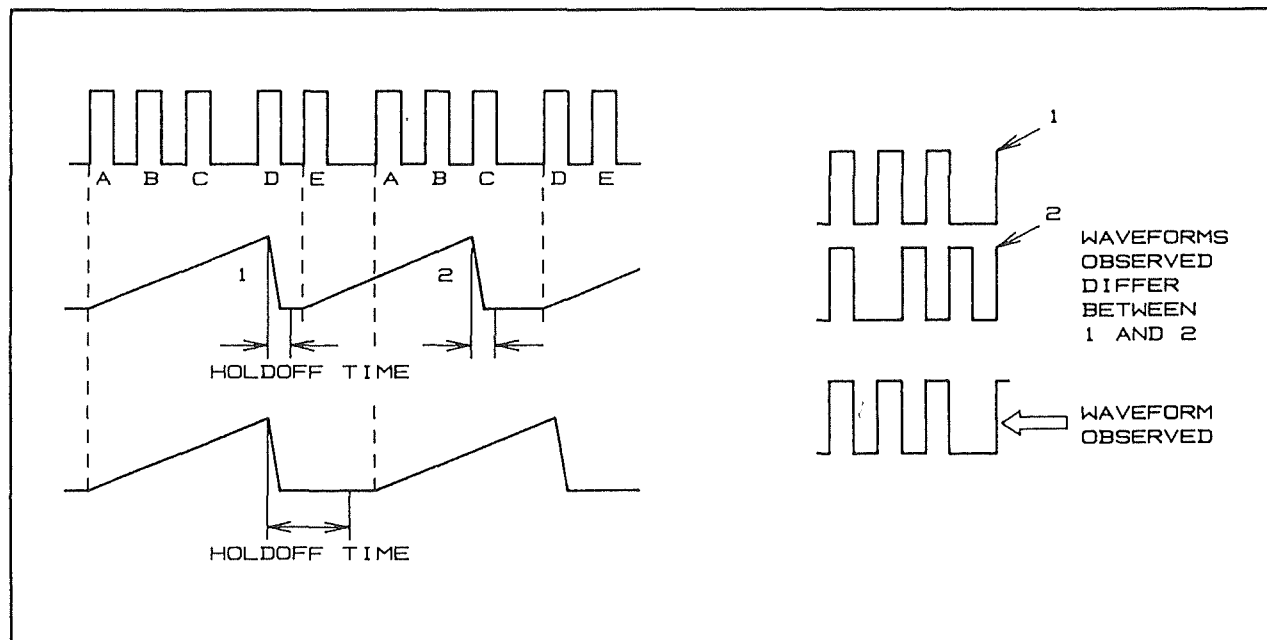 A B C D E A B C D E
1 2
HOLDOFF TIME
HOLDOFF TIME
1
2
WAVEFORMS
OBSERVED
DIFFER
BETWEEN
1 AND 2
WAVEFORM
OBSERVED